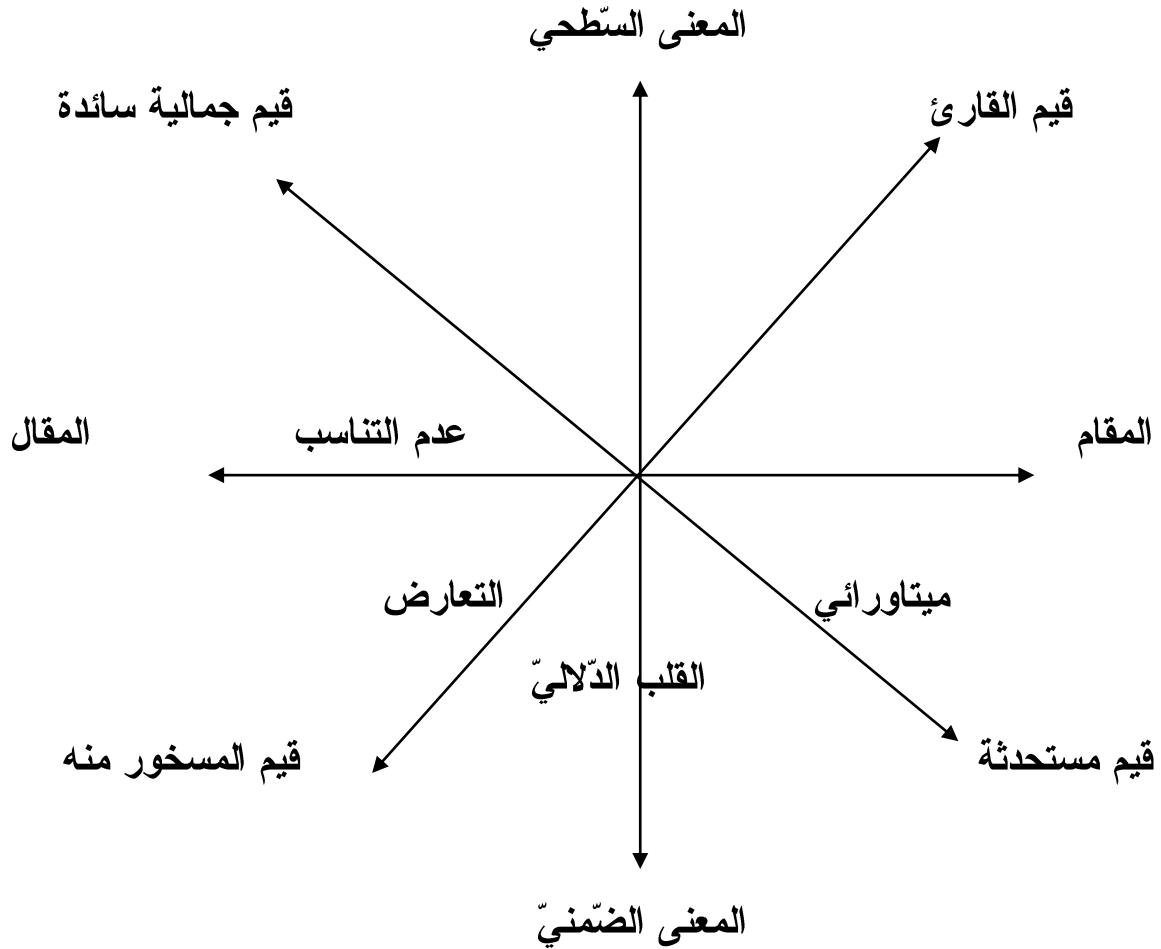 المعنى السّطحي
قيم القارئ
قيم جمالية سائدة
المقام
عدم التناسب
المقال
ميتاورائي
التعارض
القلب الدّلاليّ
قيم مستحدثة
قيم المسخور منه
المعنى الضّمنيّ